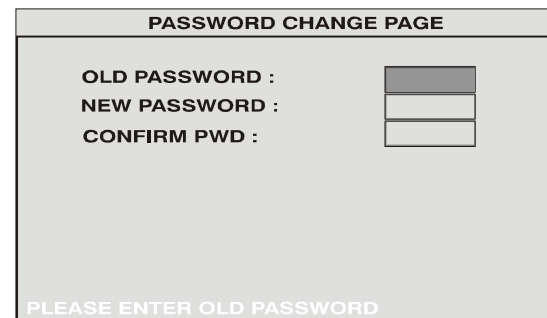 PASSWORD CHANGE PAGE
OLD PASSWORD :
NEW PASSWORD :
CONFIRM PWD :
PLEASE ENTER OLD PASSWORD